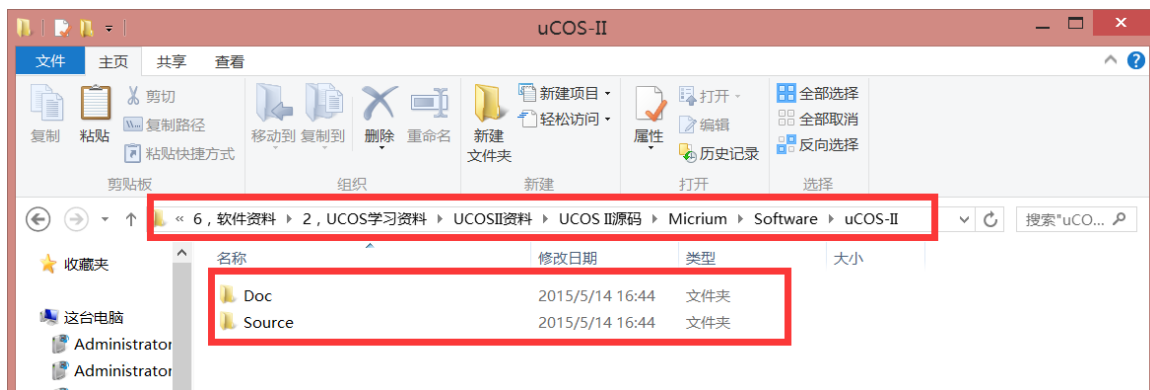 uCOS-II
文件 主页 共享 查看
复制
粘贴
剪切
复制路径
粘贴快捷方式
移动到 复制到 删除 重命名
新建
文件夹
新建项目
轻松访问
属性
打开
编辑
历史记录
全部选择
全部取消
反向选择
剪贴板 组织 新建 打开 选择
« 6，软件资料 ▸ 2，UCOS学习资料 ▸ UCOSII资料 ▸ UCOS II源码 ▸ Micrium ▸ Software ▸ uCOS-II
搜索"uCO...
收藏夹
名称 修改日期 类型 大小
Doc 2015/5/14 16:44 文件夹
Source 2015/5/14 16:44 文件夹
这台电脑
Administrator
Administrator